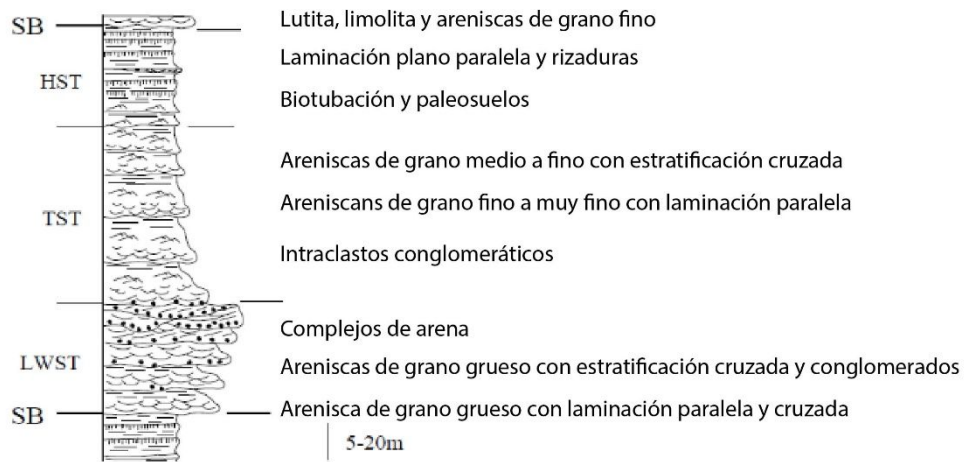 SB
Lutita, limolita y areniscas de grano fino
Laminación plano paralela y rizaduras
HST
Biotubación y paleosuelos
Areniscas de grano medio a fino con estratificación cruzada
Areniscans de grano fino a muy fino con laminación paralela
TST
Intraclastos conglomeráticos
Complejos de arena
LWST
Areniscas de grano grueso con estratificación cruzada y conglomerados
SB
Arenisca de grano grueso con laminación paralela y cruzada
5-20m